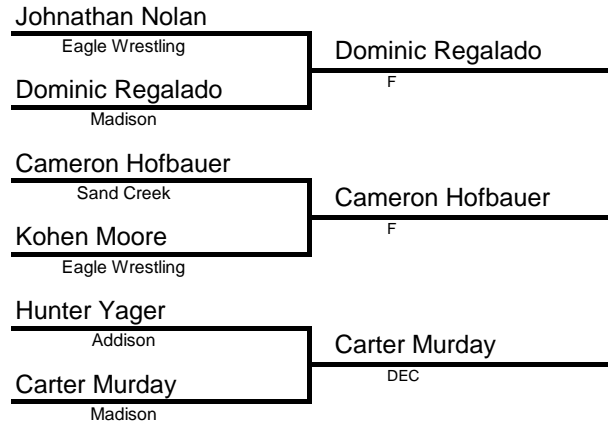 Johnathan Nolan
Eagle Wrestling
Dominic Regalado
F
Dominic Regalado
Madison
Cameron Hofbauer
Sand Creek
Cameron Hofbauer
F
Kohen Moore
Eagle Wrestling
Hunter Yager
Addison
Carter Murday
DEC
Carter Murday
Madison